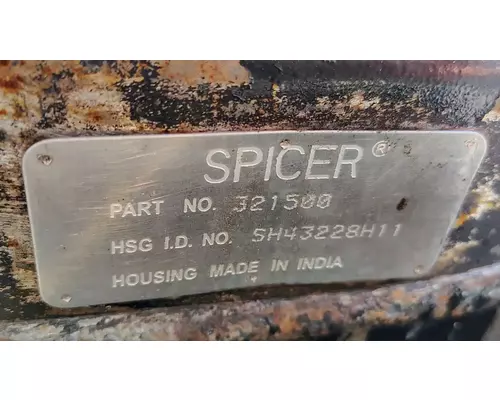 SPICER®
PART NO. 321500
HSG I.D. NO. SH43228H11
HOUSING MADE IN INDIA